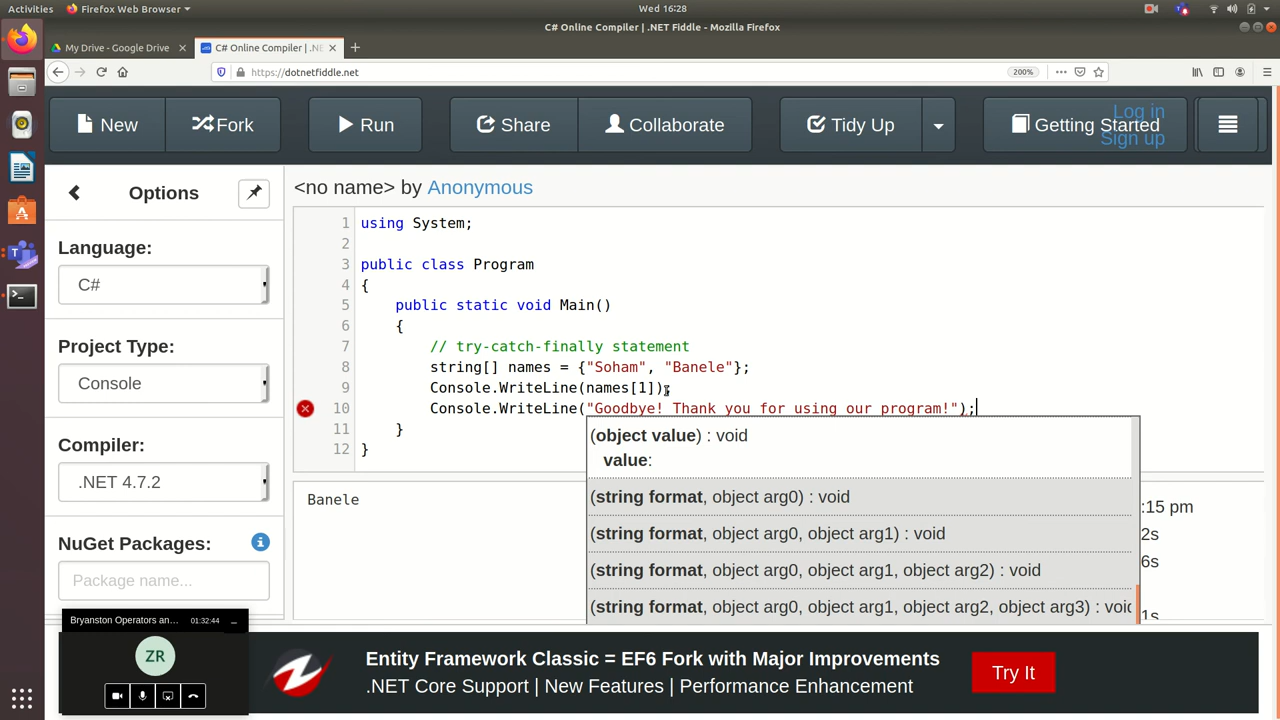 Activities
Firefox Web Browser
Wed 16:28
C# Online Compiler | .NET Fiddle - Mozilla Firefox
My Drive - Google Drive
C# Online Compiler | .NE
https://dotnetfiddle.net
200%
New
Fork
Run
Share
Collaborate
Tidy Up
Getting Started
Log in
Sign up
Options
<no name> by Anonymous
Language:
C#
Project Type:
Console
Compiler:
.NET 4.7.2
NuGet Packages:
Package name...
1 using System;
2
3 public class Program
4 {
5 public static void Main()
6 {
7 // try-catch-finally statement
8 string[] names = {"Soham", "Banele"};
9 Console.WriteLine(names[1]);
10 Console.WriteLine("Goodbye! Thank you for using our program!");
11 }
12 }
(object value) : void
value:
(string format, object arg0) : void
(string format, object arg0, object arg1) : void
(string format, object arg0, object arg1, object arg2) : void
(string format, object arg0, object arg1, object arg2, object arg3) : void
Banele
:15 pm
2s
6s
1s
Bryanston Operators an...
01:32:44
ZR
Entity Framework Classic = EF6 Fork with Major Improvements
.NET Core Support | New Features | Performance Enhancement
Try It